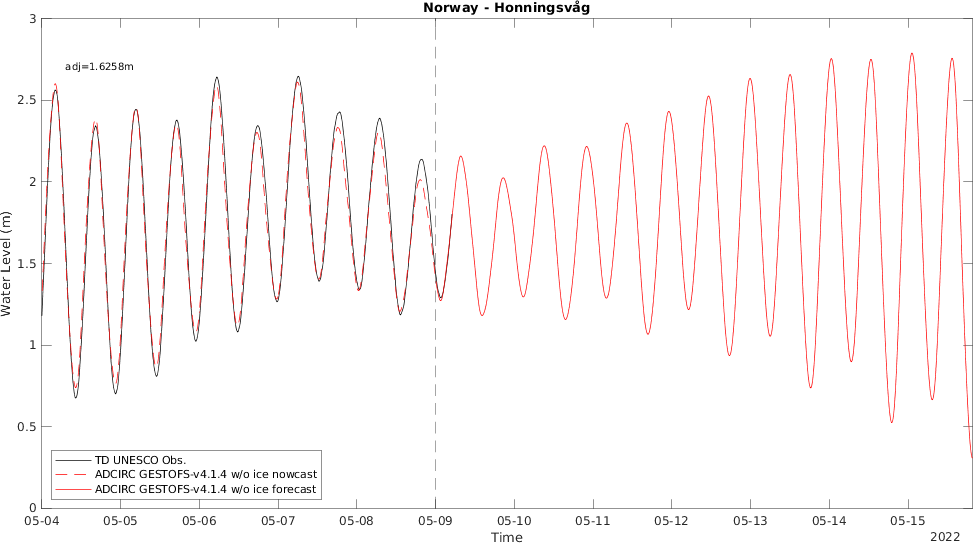 Norway - Honningsvåg
3
adj=1.6258m
2.5
2
Water Level (m)
1.5
1
0.5
TD UNESCO Obs.
ADCIRC GESTOFS-v4.1.4 w/o ice nowcast
ADCIRC GESTOFS-v4.1.4 w/o ice forecast
0
05-04 05-05 05-06 05-07 05-08 05-09 05-10 05-11 05-12 05-13 05-14 05-15
Time
2022